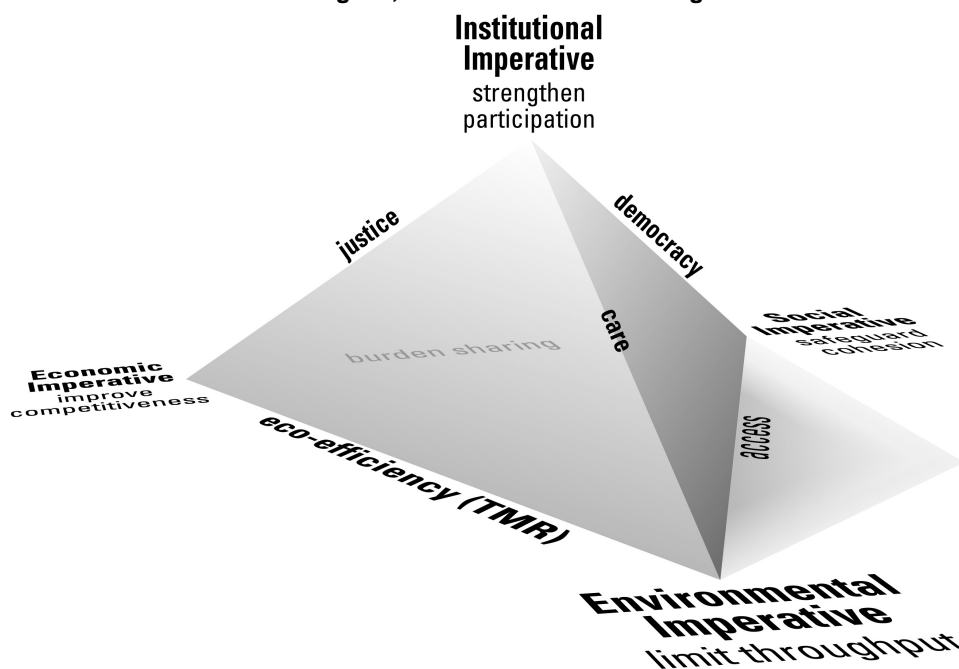 Institutional
Imperative
strengthen
participation
justice
democracy
care
burden sharing
Social
Imperative
safeguard
cohesion
Economic
Imperative
improve
competitiveness
access
eco-efficiency (TMR)
Environmental
Imperative
limit throughput